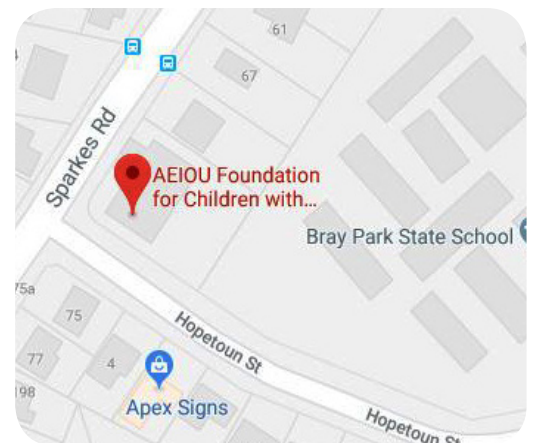 61
67
Sparkes Rd
AEIOU Foundation
for Children with...
Bray Park State School
75a
75
Hopetoun St
77
4
198
Apex Signs
Hopetoun St